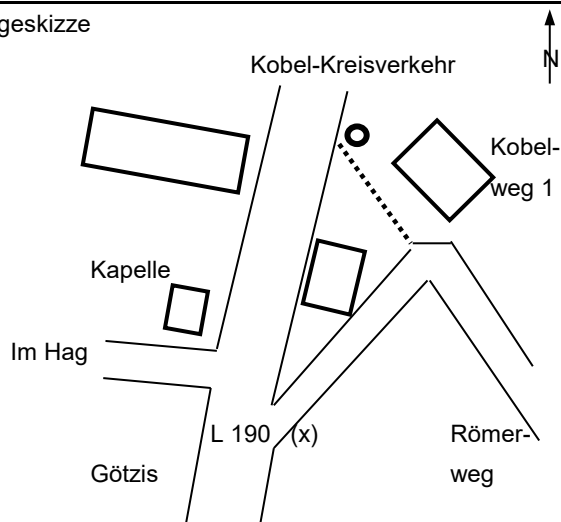 geskizze
N
Kobel-Kreisverkehr
Kobel-
weg 1
Kapelle
Im Hag
L 190 (x)
Römer-
weg
Götzis